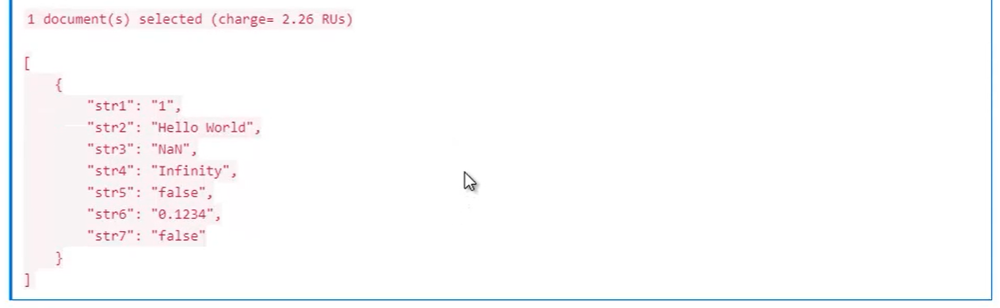 1 document(s) selected (charge= 2.26 RUs)
[
    {
        "str1": "1",
        "str2": "Hello World",
        "str3": "NaN",
        "str4": "Infinity",
        "str5": "false",
        "str6": "0.1234",
        "str7": "false"
    }
]